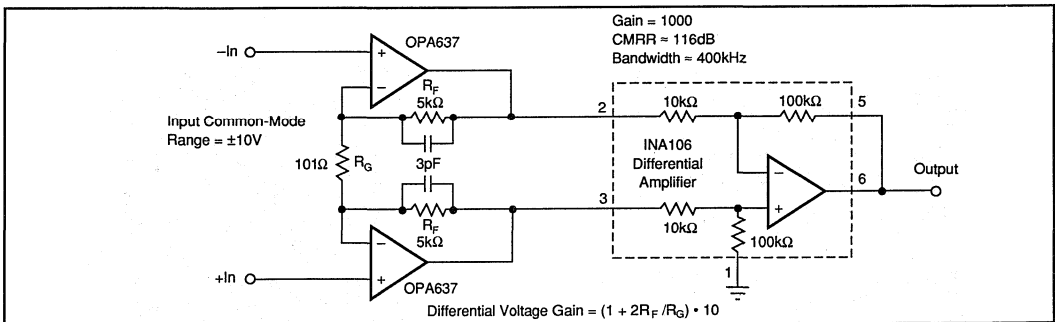 Gain = 1000
CMRR ≈ 116dB
Bandwidth ≈ 400kHz
–In
OPA637
+
–
R_F
5kΩ
2
10kΩ
100kΩ
5
Input Common-Mode
Range = ±10V
101Ω
R_G
3pF
INA106
Differential
Amplifier
–
+
6
Output
3
R_F
5kΩ
10kΩ
100kΩ
–
+
+In
OPA637
1
Differential Voltage Gain = (1 + 2R_F /R_G) • 10